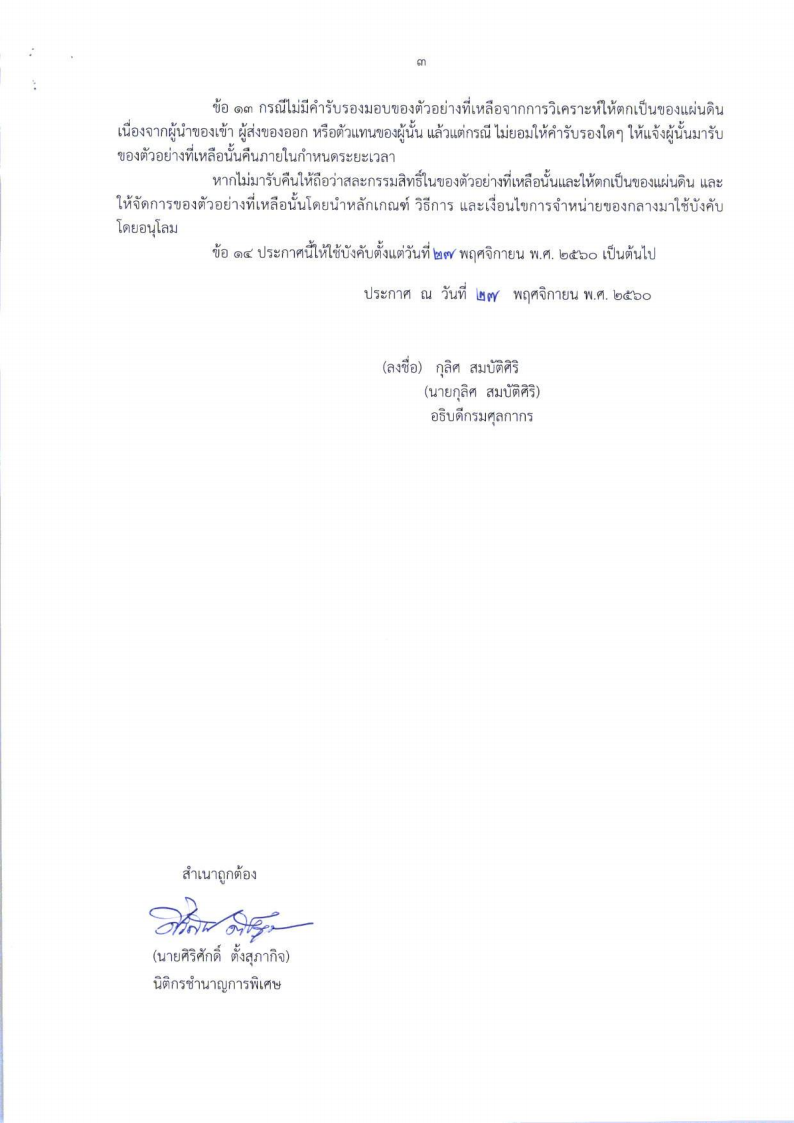 ๓
ข้อ ๑๓ กรณีไม่มีคำรับรองมอบของตัวอย่างที่เหลือจากการวิเคราะห์ให้ตกเป็นของแผ่นดิน
เนื่องจากผู้นำของเข้า ผู้ส่งของออก หรือตัวแทนของผู้นั้น แล้วแต่กรณี ไม่ยอมให้คำรับรองใดๆ ให้แจ้งผู้นั้นมารับ
ของตัวอย่างที่เหลือนั้นคืนภายในกำหนดระยะเวลา
หากไม่มารับคืนให้ถือว่าสละกรรมสิทธิ์ในของตัวอย่างที่เหลือนั้นและให้ตกเป็นของแผ่นดิน และ
ให้จัดการของตัวอย่างที่เหลือนั้นโดยนำหลักเกณฑ์ วิธีการ และเงื่อนไขการจำหน่ายของกลางมาใช้บังคับ
โดยอนุโลม
ข้อ ๑๔ ประกาศนี้ให้ใช้บังคับตั้งแต่วันที่ ๒๗ พฤศจิกายน พ.ศ. ๒๕๖๐ เป็นต้นไป
ประกาศ ณ วันที่ ๒๗ พฤศจิกายน พ.ศ. ๒๕๖๐
(ลงชื่อ) กุลิศ สมบัติศิริ
(นายกุลิศ สมบัติศิริ)
อธิบดีกรมศุลกากร
สำเนาถูกต้อง
(นายศิริศักดิ์ ตั้งสุภากิจ)
นิติกรชำนาญการพิเศษ